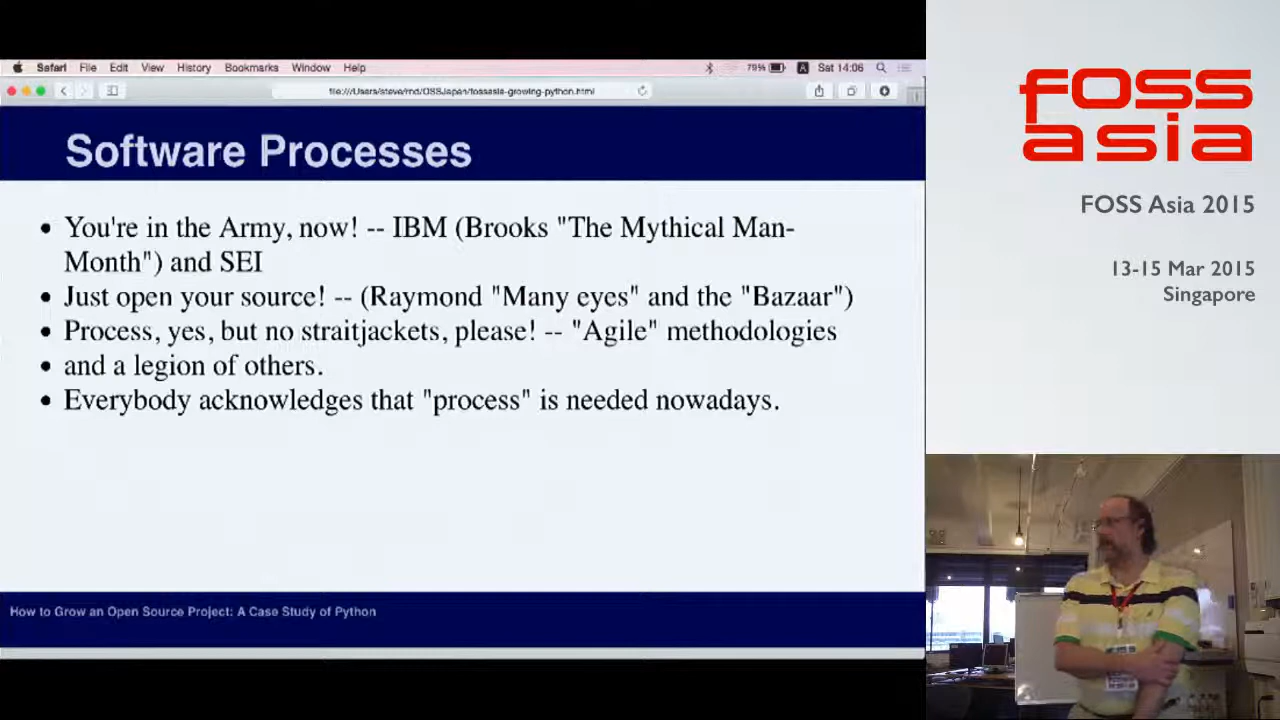 Safari File Edit View History Bookmarks Window Help 79% A Sat 14:06
file:///Users/steve/rnd/OSSJapan/fossasia-growing-python.html
Software Processes
• You're in the Army, now! -- IBM (Brooks "The Mythical Man-
Month") and SEI
• Just open your source! -- (Raymond "Many eyes" and the "Bazaar")
• Process, yes, but no straitjackets, please! -- "Agile" methodologies
• and a legion of others.
• Everybody acknowledges that "process" is needed nowadays.
How to Grow an Open Source Project: A Case Study of Python
FOSS
asia
FOSS Asia 2015
13-15 Mar 2015
Singapore